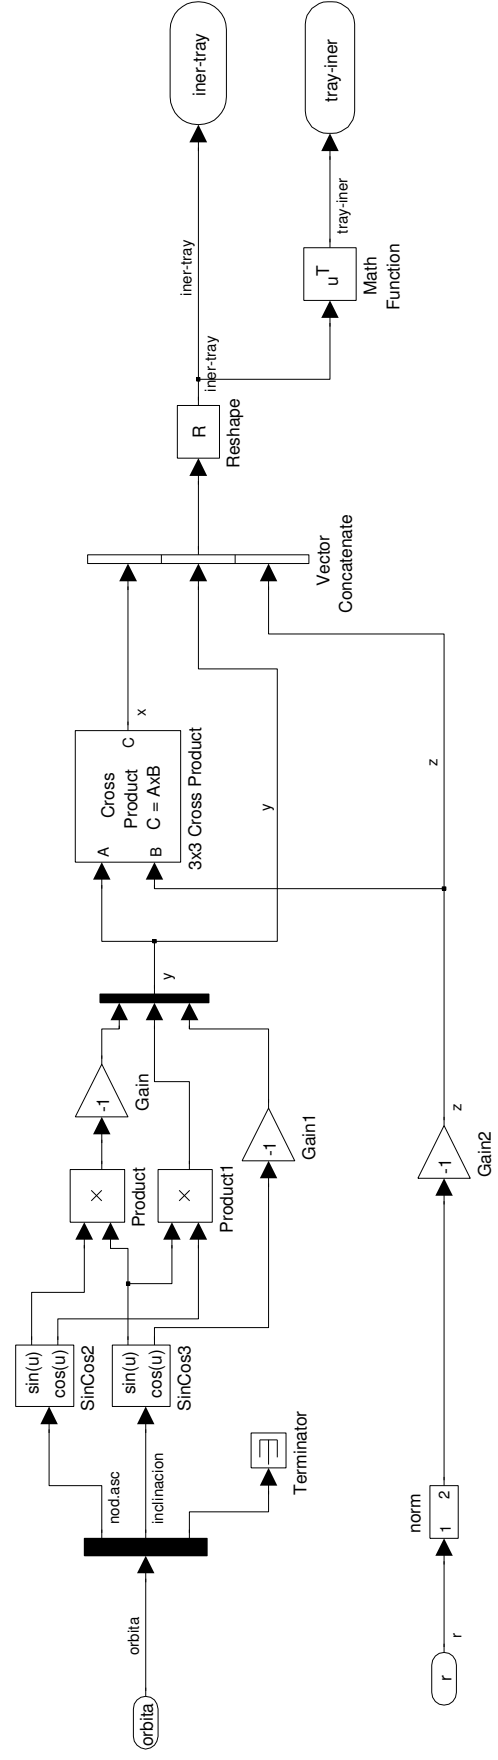 orbita
orbita
nod.asc
inclinacion
Terminator
sin(u)
cos(u)
SinCos2
sin(u)
cos(u)
SinCos3
×
Product
×
Product1
-1
Gain
-1
Gain1
y
A
B
C
Cross
Product
C = AxB
3x3 Cross Product
x
y
z
Vector
Concatenate
R
Reshape
iner-tray
iner-tray
iner-tray
u^T
Math
Function
tray-iner
tray-iner
r
r
norm
1 2
-1
Gain2
z